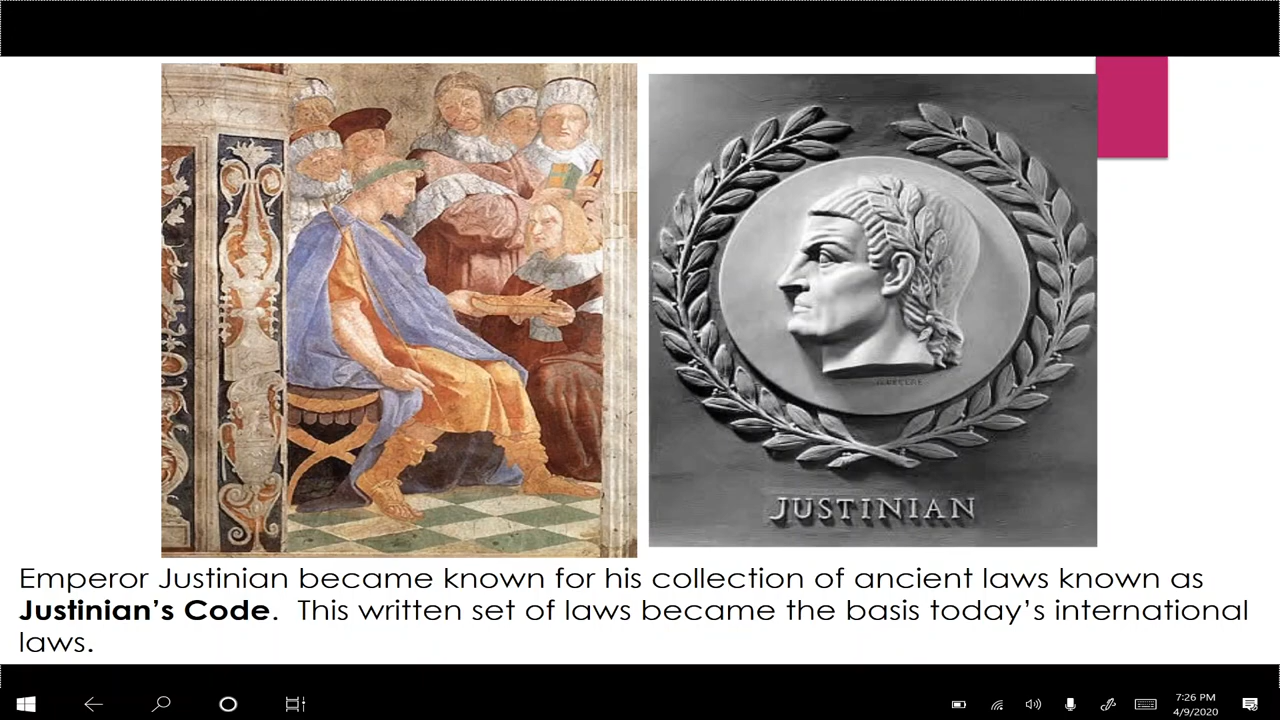 JUSTINIAN
Emperor Justinian became known for his collection of ancient laws known as
Justinian’s Code.  This written set of laws became the basis today’s international
laws.
7:26 PM
4/9/2020